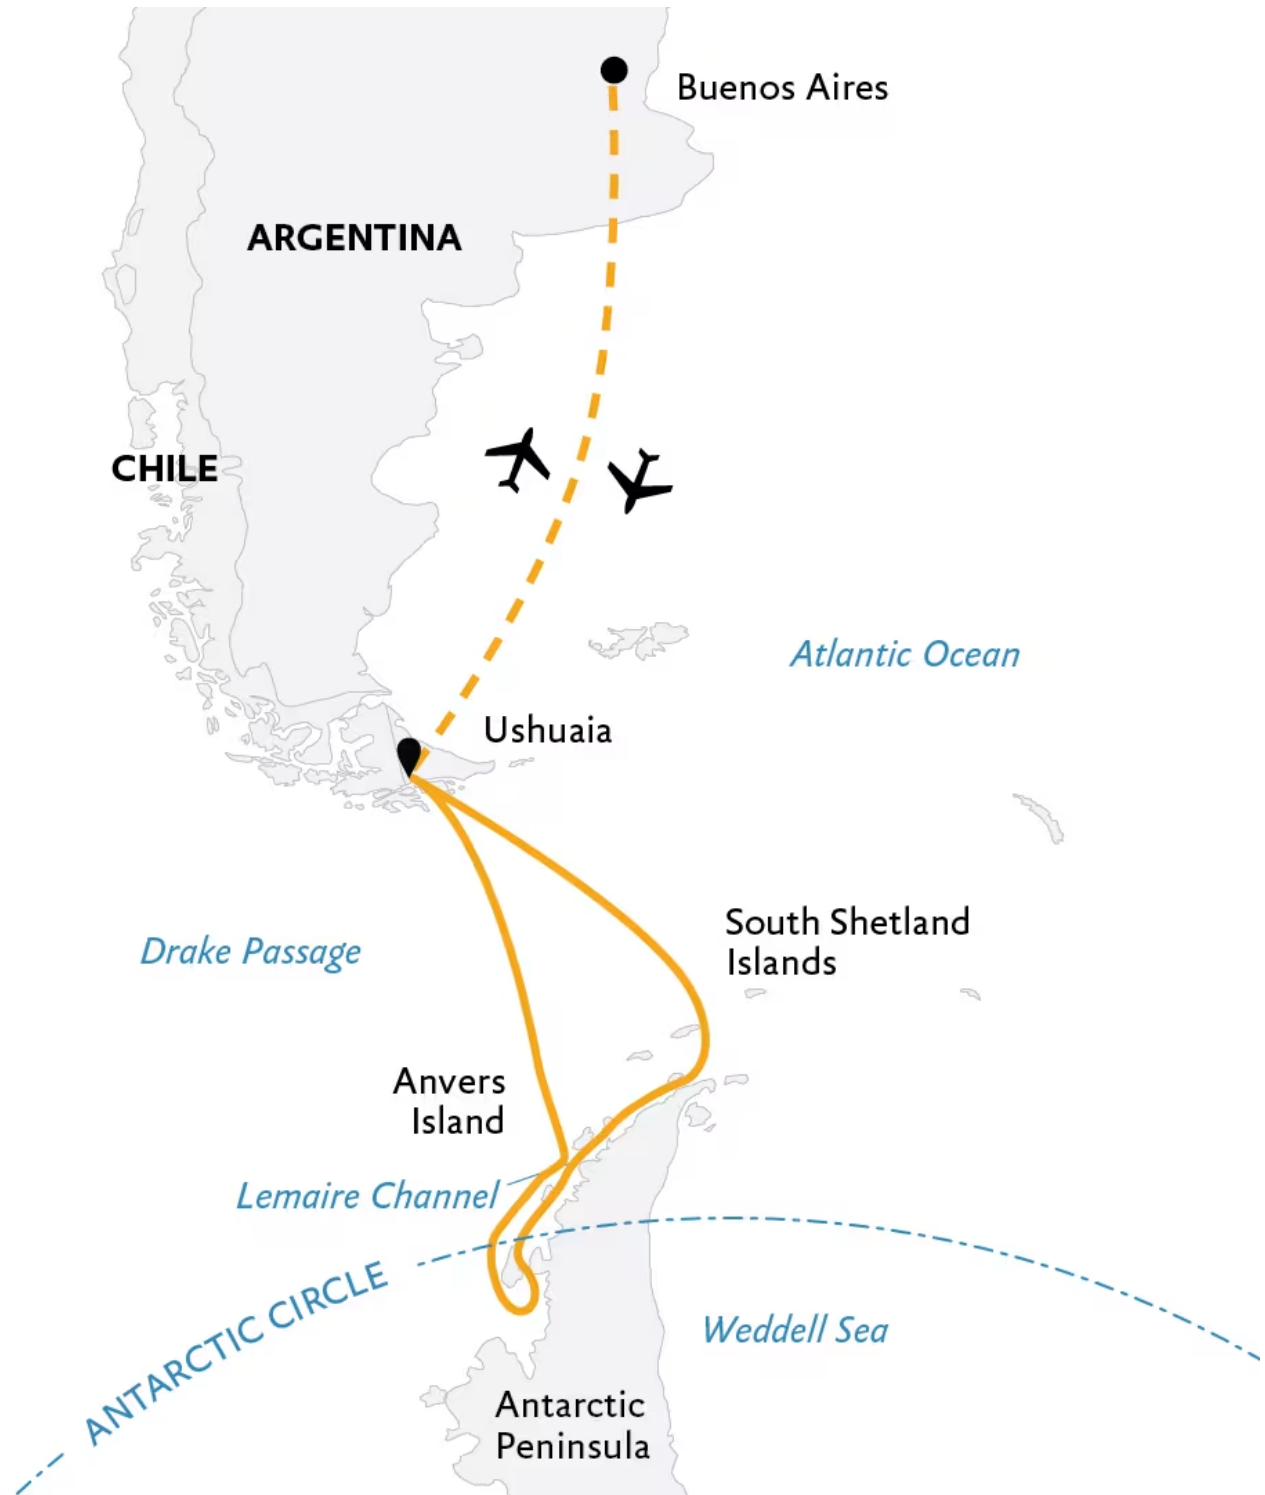 Buenos Aires
ARGENTINA
CHILE
Atlantic Ocean
Ushuaia
South Shetland
Islands
Drake Passage
Anvers
Island
Lemaire Channel
ANTARCTIC CIRCLE
Weddell Sea
Antarctic
Peninsula